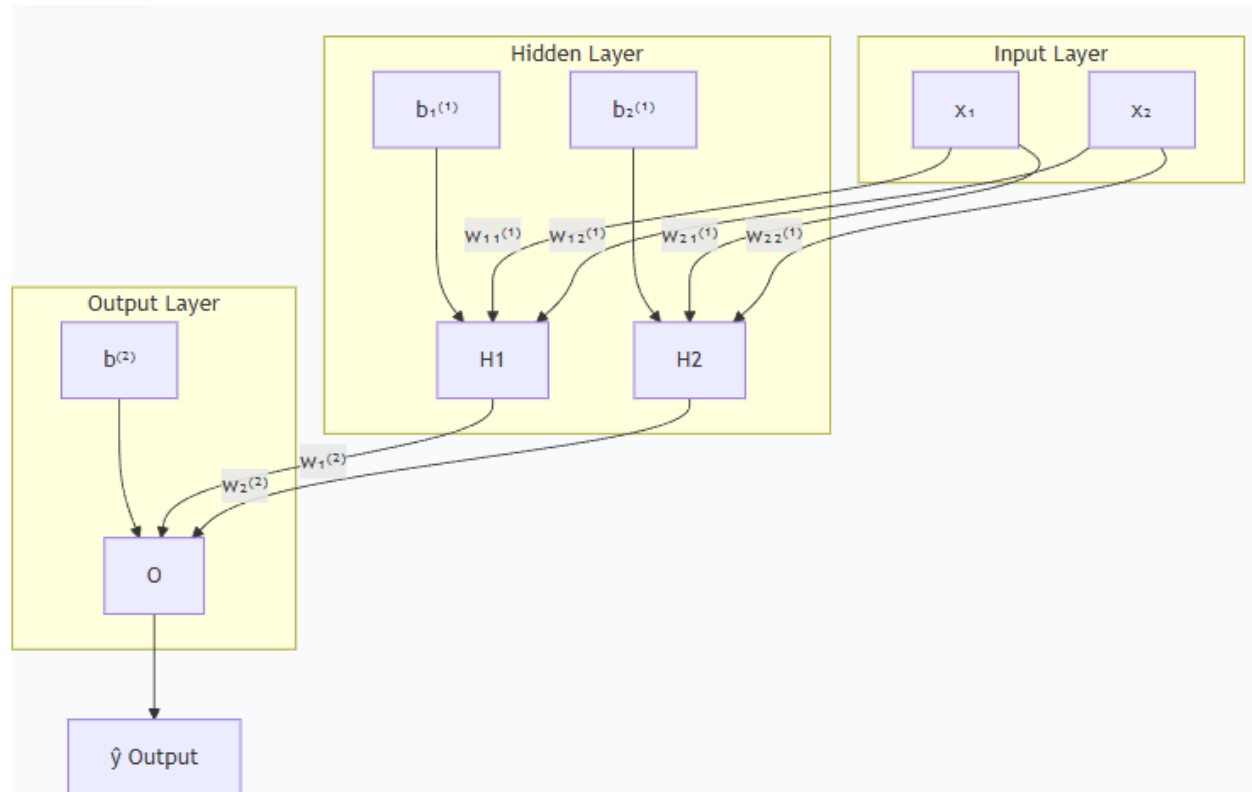 Hidden Layer
Input Layer
b₁⁽¹⁾
b₂⁽¹⁾
x₁
x₂
w₁₁⁽¹⁾
w₁₂⁽¹⁾
w₂₁⁽¹⁾
w₂₂⁽¹⁾
Output Layer
b⁽²⁾
H1
H2
w₁⁽²⁾
w₂⁽²⁾
O
ŷ Output